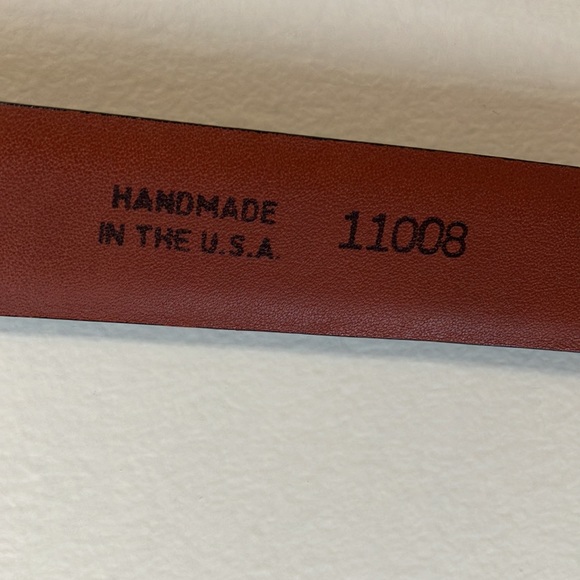 HANDMADE
IN THE U.S.A.
11008